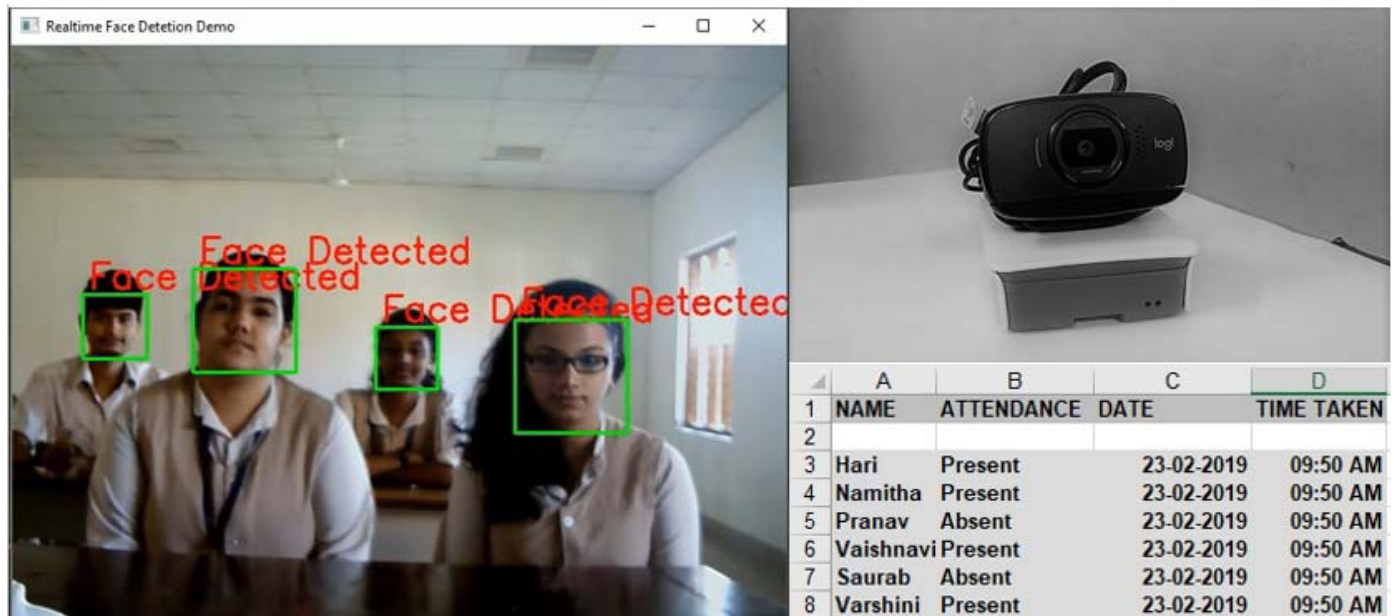 Realtime Face Detetion Demo
Face Detected
Face Detected
Face Detected
Face Detected
logi
A B C D
1 NAME ATTENDANCE DATE TIME TAKEN
2
3 Hari Present 23-02-2019 09:50 AM
4 Namitha Present 23-02-2019 09:50 AM
5 Pranav Absent 23-02-2019 09:50 AM
6 Vaishnavi Present 23-02-2019 09:50 AM
7 Saurab Absent 23-02-2019 09:50 AM
8 Varshini Present 23-02-2019 09:50 AM